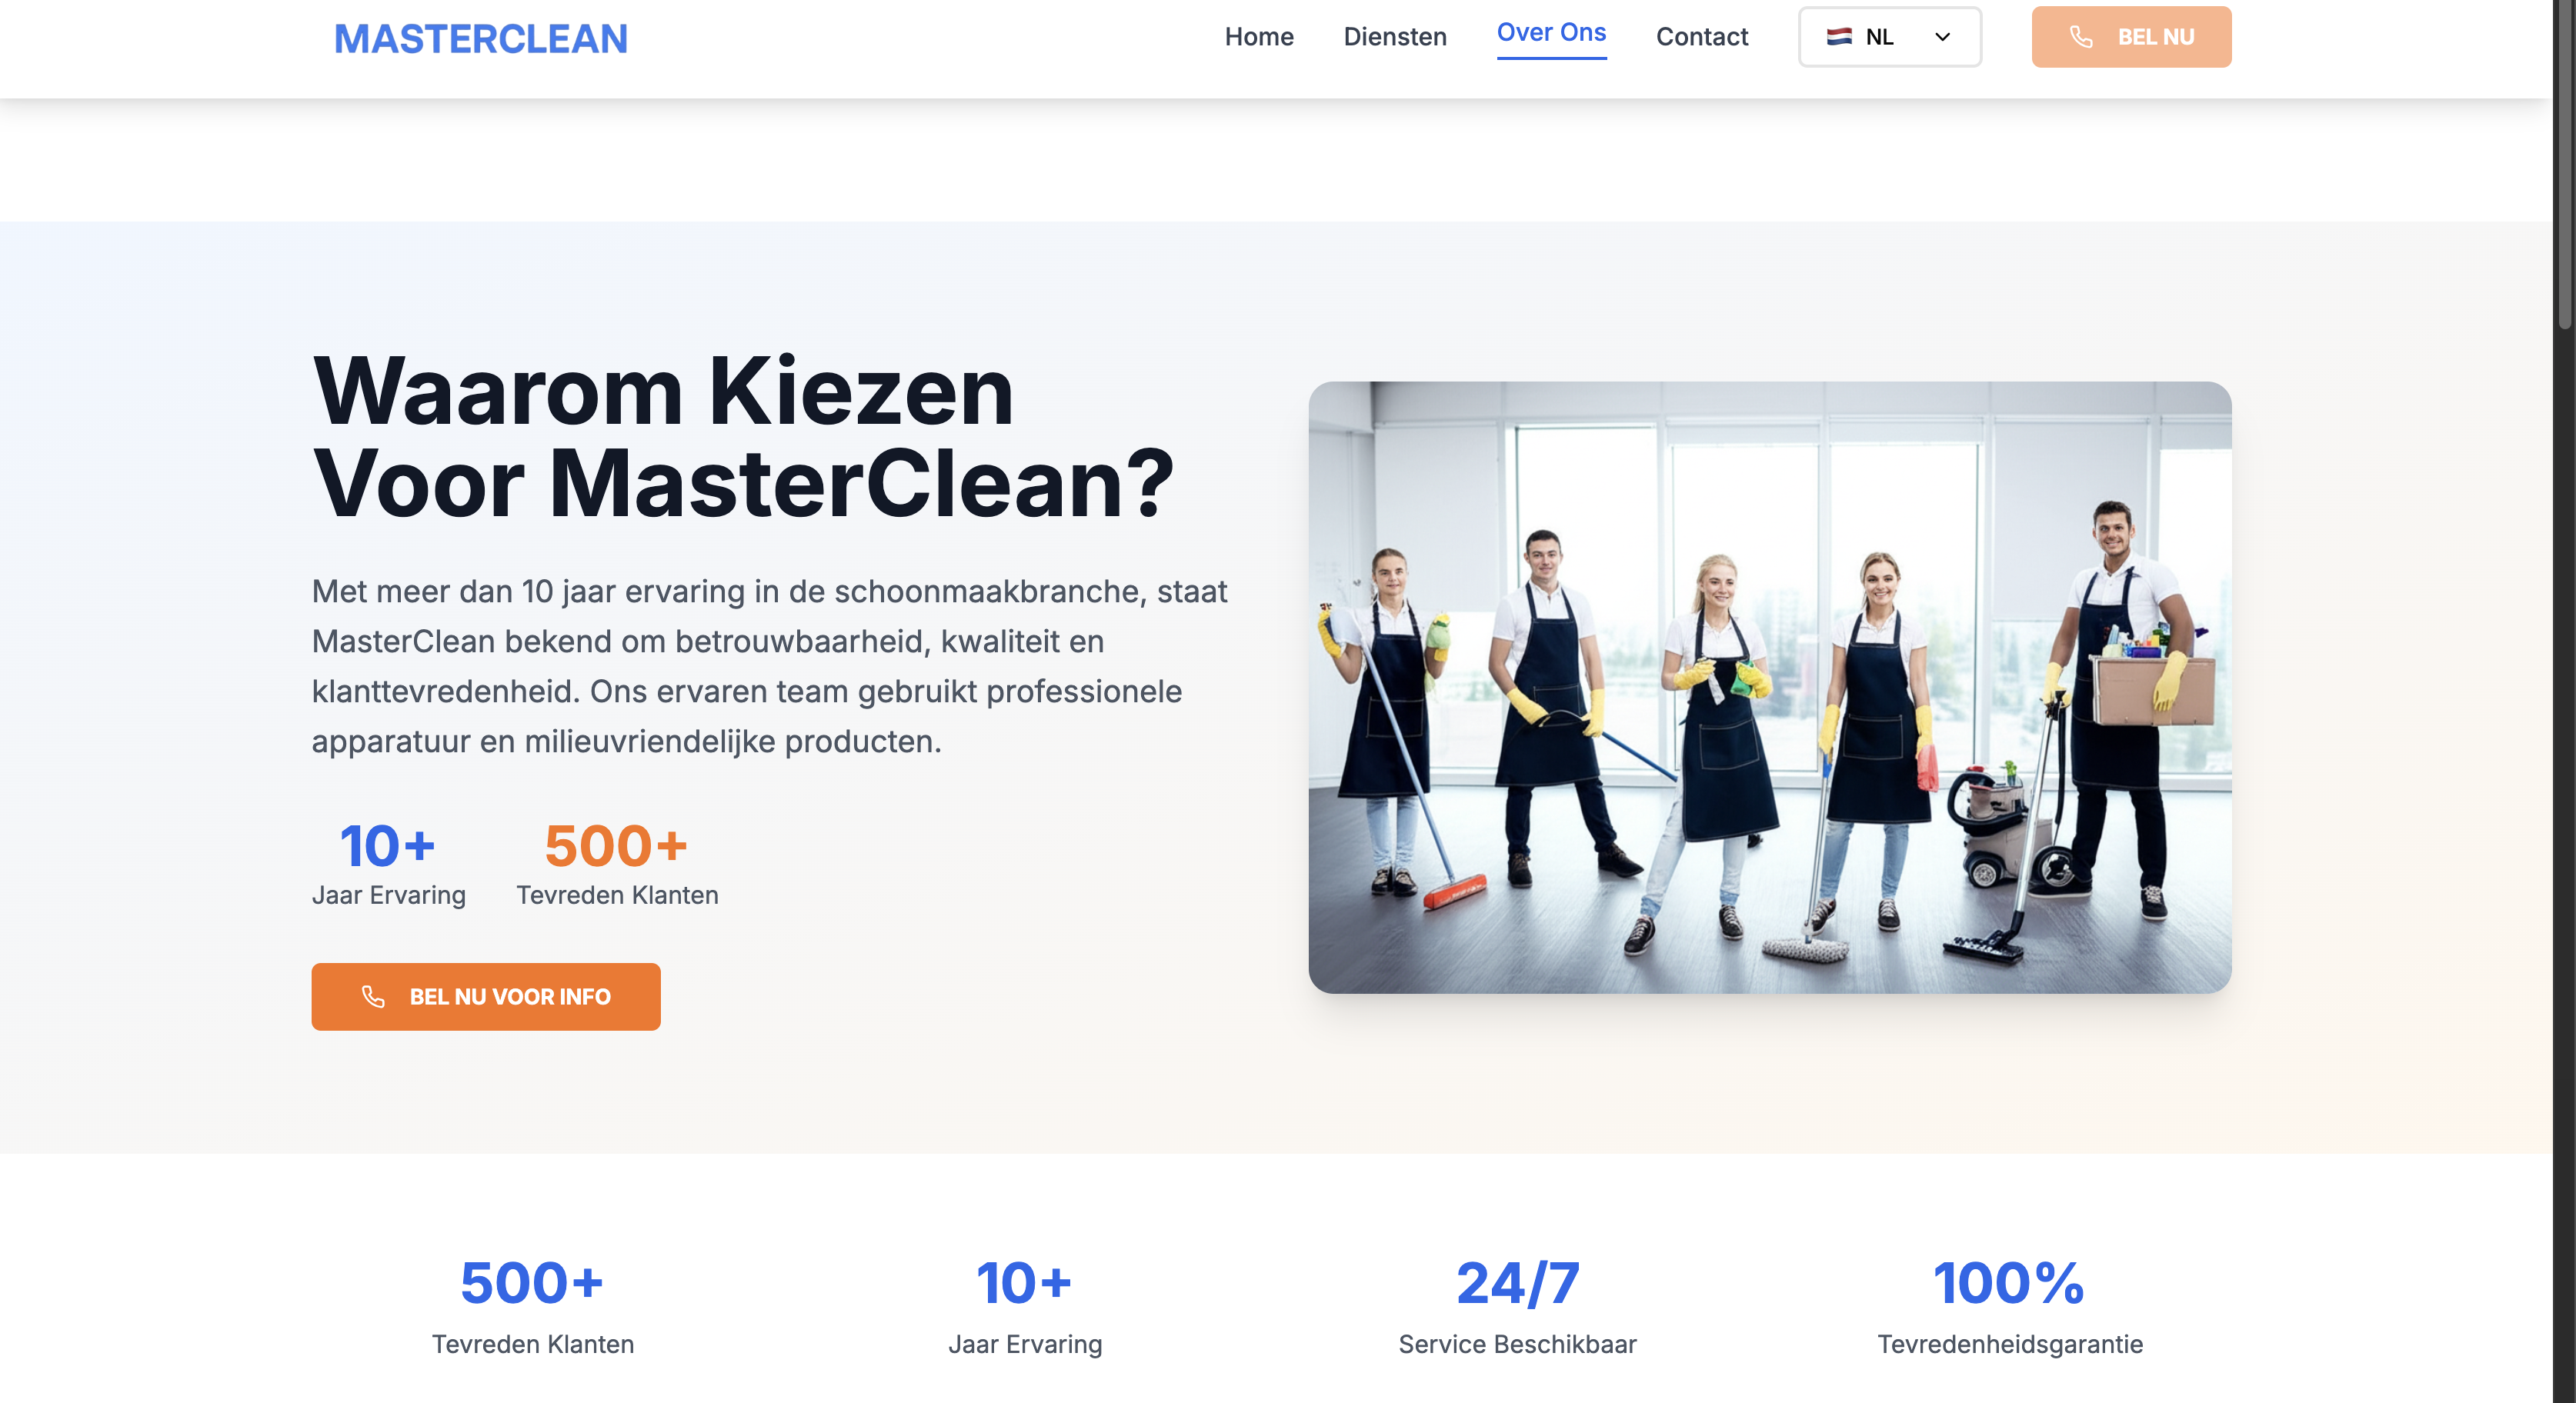 MASTERCLEAN
Home
Diensten
Over Ons
Contact
NL
BEL NU
Waarom Kiezen
Voor MasterClean?
Met meer dan 10 jaar ervaring in de schoonmaakbranche, staat
MasterClean bekend om betrouwbaarheid, kwaliteit en
klanttevredenheid. Ons ervaren team gebruikt professionele
apparatuur en milieuvriendelijke producten.
10+
Jaar Ervaring
500+
Tevreden Klanten
BEL NU VOOR INFO
500+
Tevreden Klanten
10+
Jaar Ervaring
24/7
Service Beschikbaar
100%
Tevredenheidsgarantie